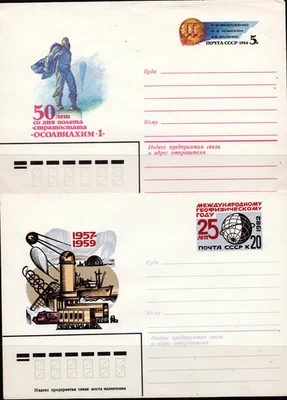 П.Ф. ФЕДОСЕЕНКО
И.Д. УСЫСКИН
А.Б. ВАСЕНКО
ПОЧТА СССР • 1984 5к
Куда
Кому
Индекс предприятия связи и адрес отправителя
50 лет
со дня полета
•стратостата
•ОСОАВИАХИМ-1•
МЕЖДУНАРОДНОМУ
ГЕОФИЗИЧЕСКОМУ
ГОДУ
25
ЛЕТ
1982
ПОЧТА СССР К 20
1957-
1959
Куда
Кому
Индекс предприятия связи и адрес отправителя
Индекс предприятия связи места назначения